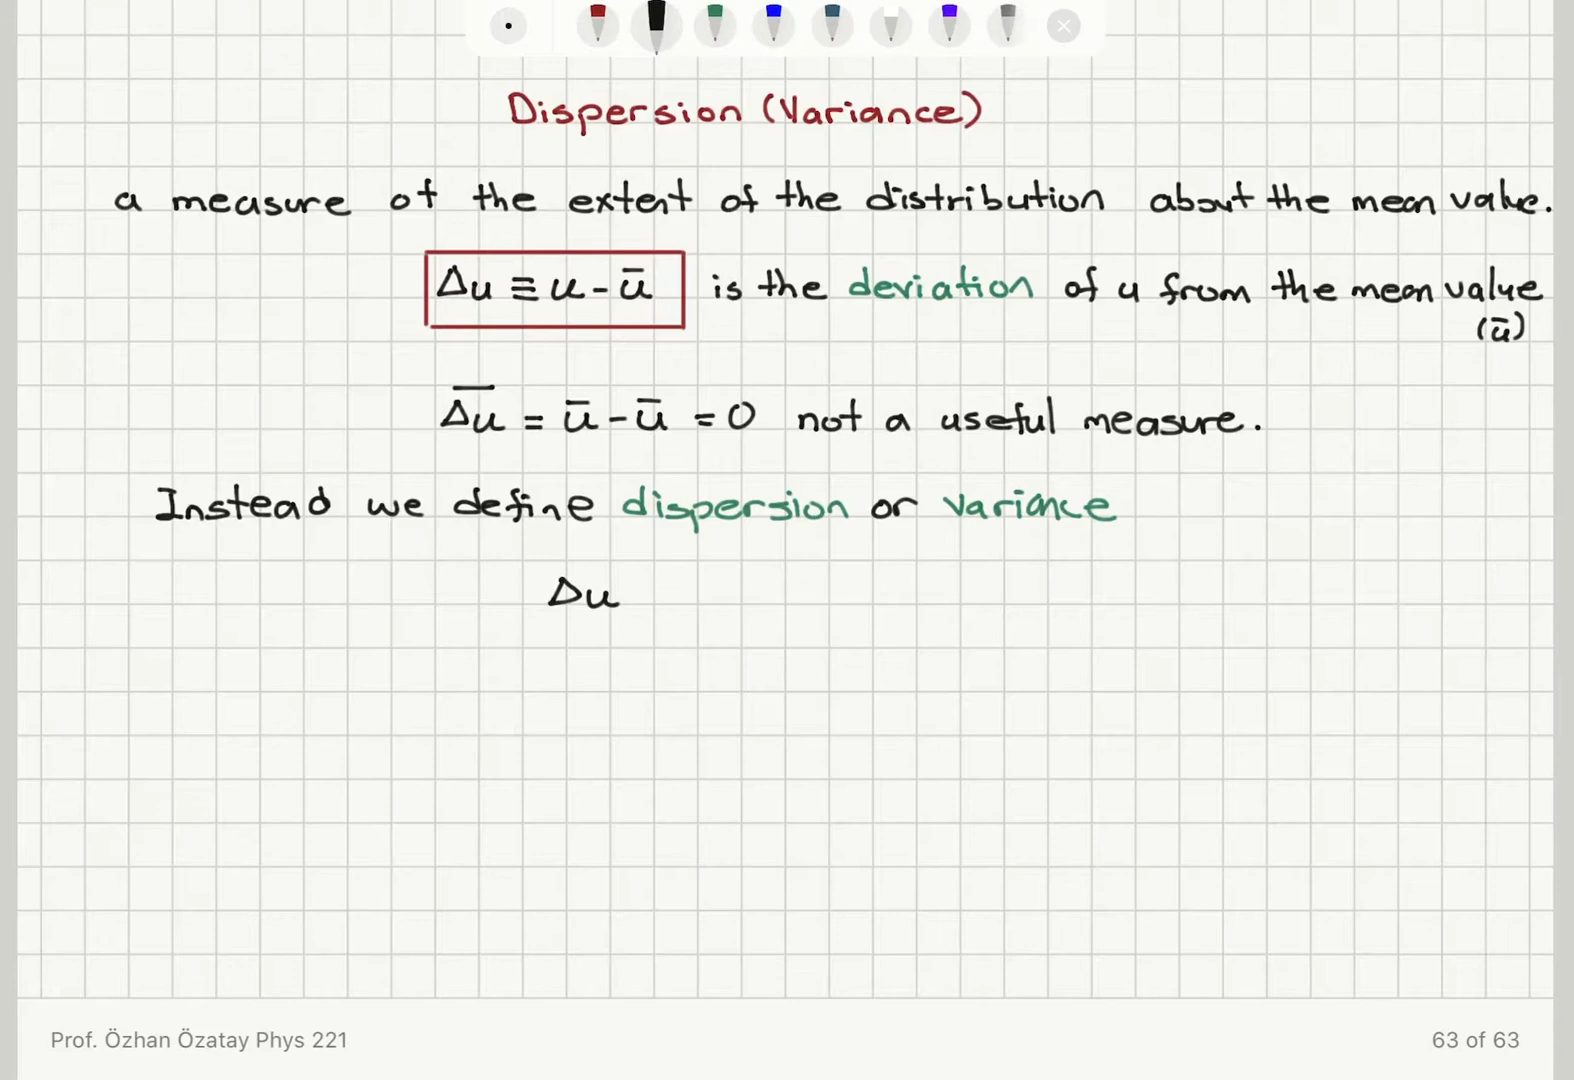 Dispersion (Variance)
a measure of the extent of the distribution about the mean value.
Δu ≡ u - ū is the deviation of u from the mean value
(ū)
Δ̅u̅ = ū - ū = 0 not a useful measure.
Instead we define dispersion or variance
Δu
Prof. Özhan Özatay Phys 221
63 of 63